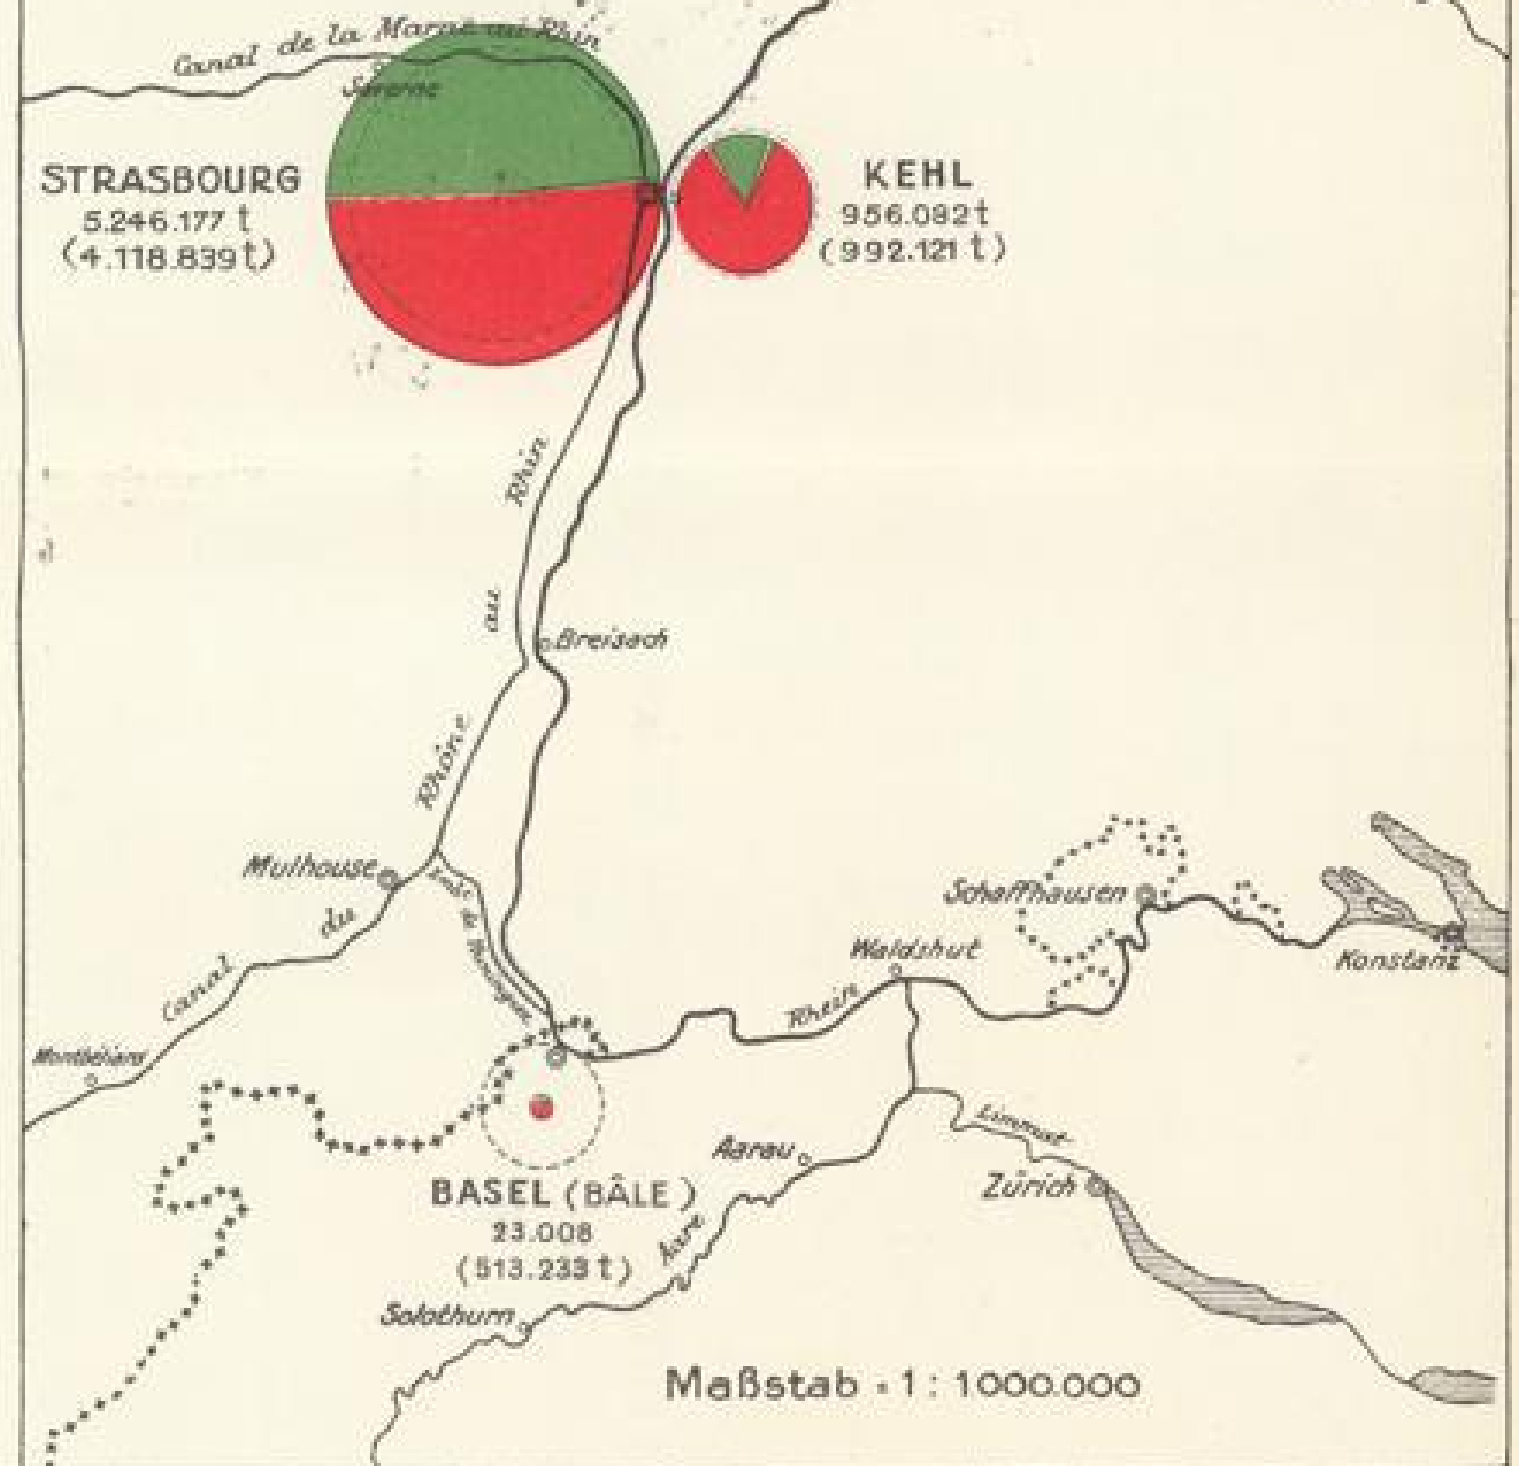 Canal de la Marne au Rhin
Saverne
STRASBOURG
5.246.177 t
(4.118.839 t)
KEHL
956.082 t
(992.121 t)
Rhin
au
Breisach
Rhône
Mulhouse
du
Canal
Montbéliard
Schaffhausen
Waldshut
Konstanz
Rhein
Limmat
Aarau
Zürich
BASEL (BÂLE)
23.008
(513.233 t)
Aare
Solothurn
Maßstab = 1 : 1000.000